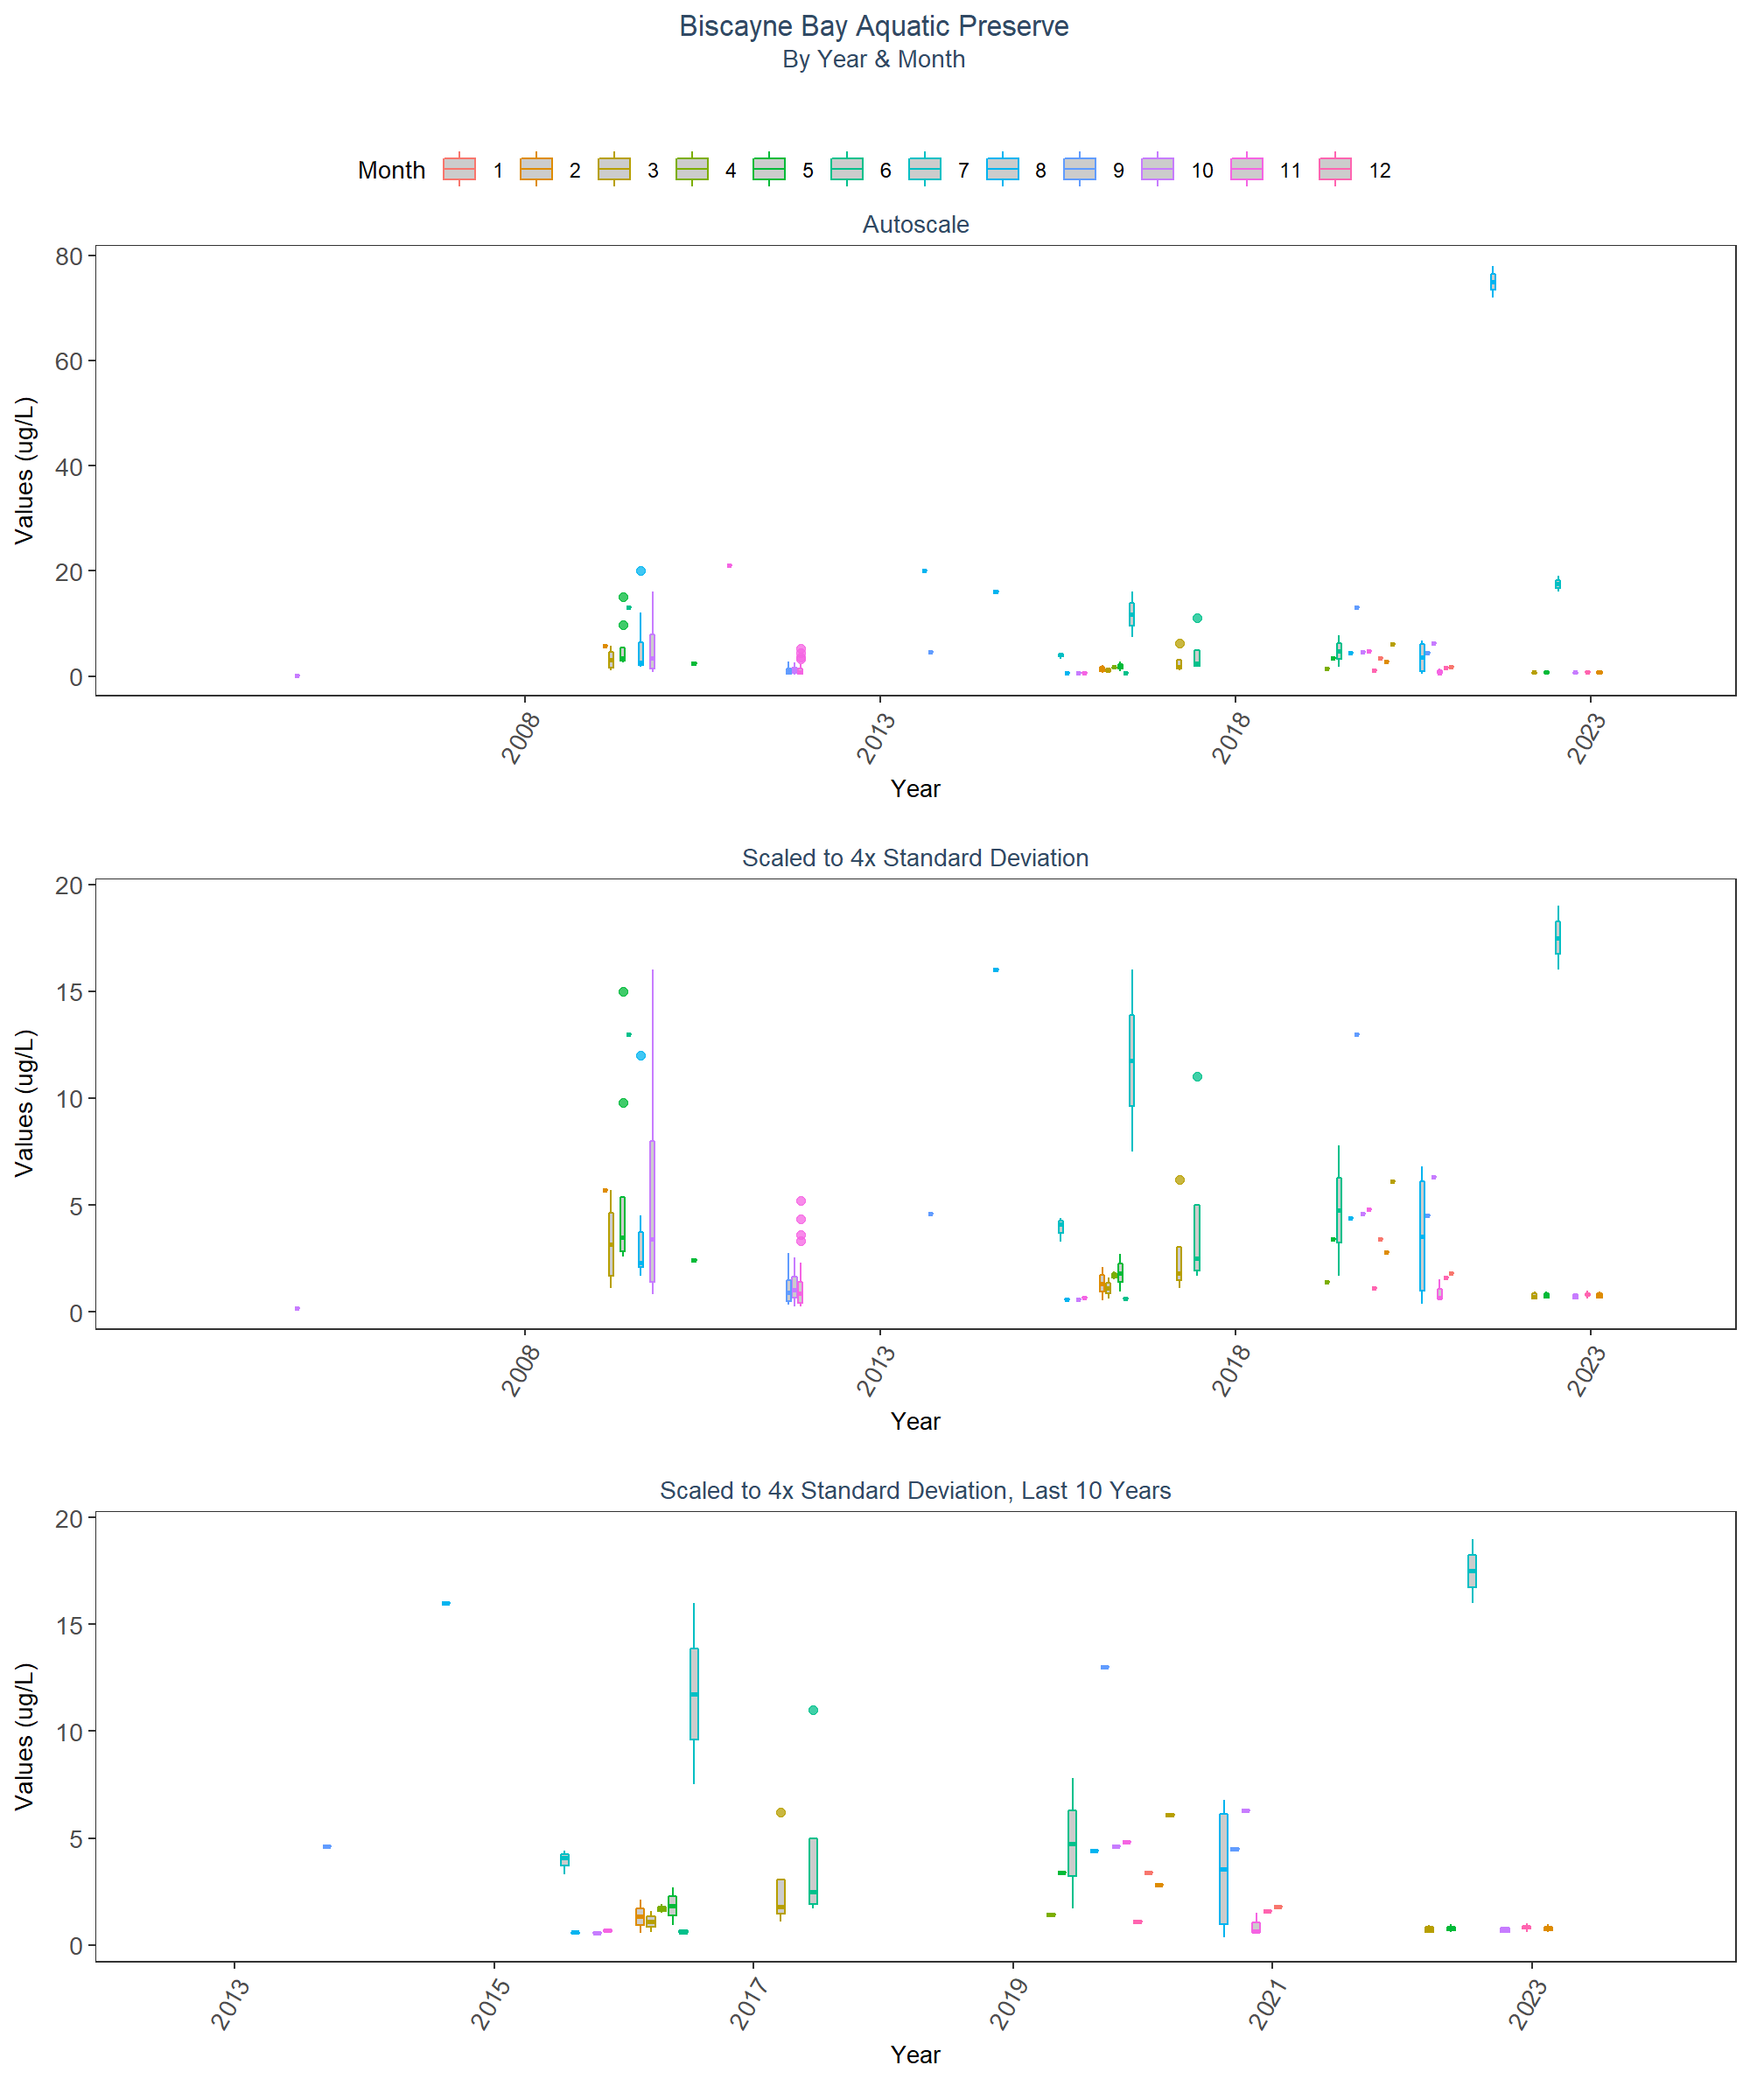 Biscayne Bay Aquatic Preserve
By Year & Month
Month 1 2 3 4 5 6 7 8 9 10 11 12
Autoscale
80
60
40
20
0
Values (ug/L)
2008 2013 2018 2023
Year
Scaled to 4x Standard Deviation
20
15
10
5
0
Values (ug/L)
2008 2013 2018 2023
Year
Scaled to 4x Standard Deviation, Last 10 Years
20
15
10
5
0
Values (ug/L)
2013 2015 2017 2019 2021 2023
Year